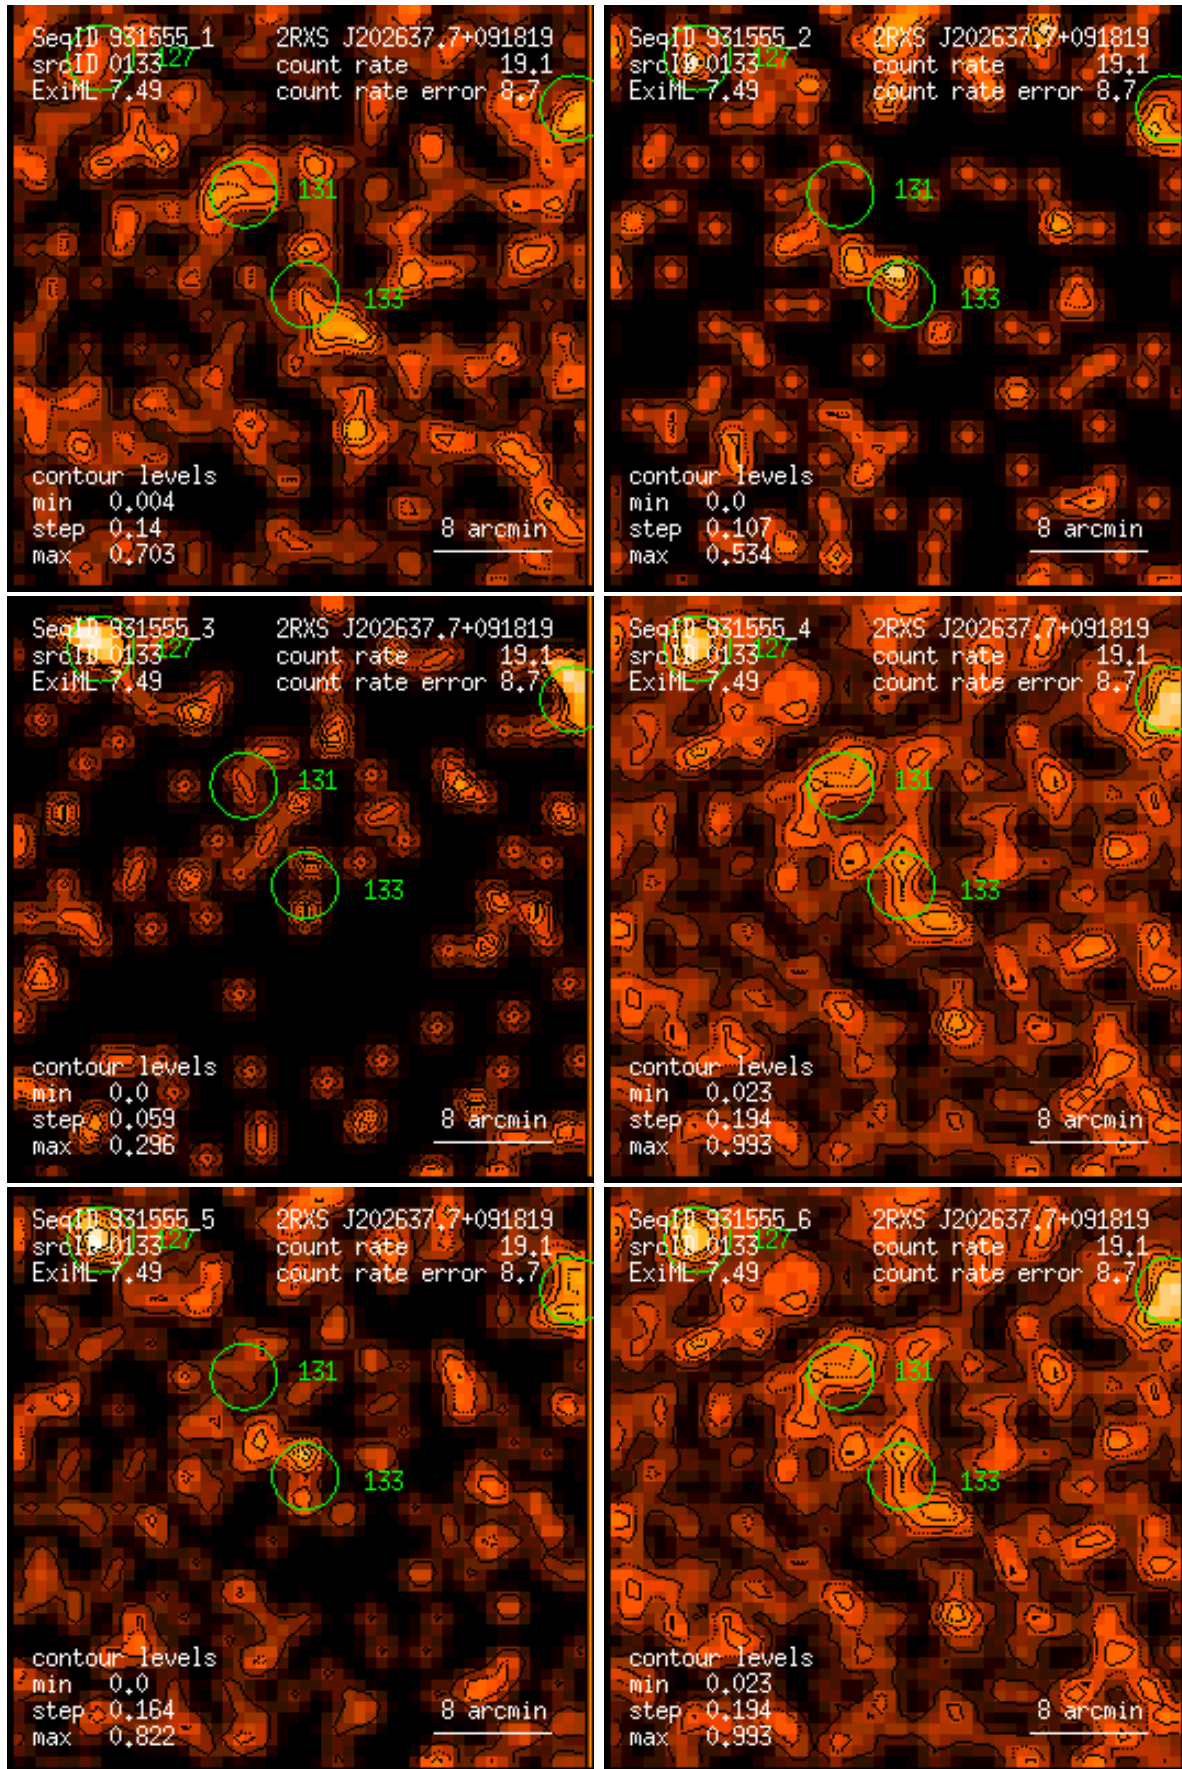 SeqID 931555_1 2RXS J202637.7+091819
srcID 0133 127 count rate 19.1
ExiML 7.49 count rate error 8.7
131
133
contour levels
min 0.004
step 0.14 8 arcmin
max 0.703
SeqID 931555_2 2RXS J202637.7+091819
srcID 0133 127 count rate 19.1
ExiML 7.49 count rate error 8.7
131
133
contour levels
min 0.0
step 0.107 8 arcmin
max 0.534
SeqID 931555_3 2RXS J202637.7+091819
srcID 0133 127 count rate 19.1
ExiML 7.49 count rate error 8.7
131
133
contour levels
min 0.0
step 0.059 8 arcmin
max 0.296
SeqID 931555_4 2RXS J202637.7+091819
srcID 0133 127 count rate 19.1
ExiML 7.49 count rate error 8.7
131
133
contour levels
min 0.023
step 0.194 8 arcmin
max 0.993
SeqID 931555_5 2RXS J202637.7+091819
srcID 0133 127 count rate 19.1
ExiML 7.49 count rate error 8.7
131
133
contour levels
min 0.0
step 0.164 8 arcmin
max 0.822
SeqID 931555_6 2RXS J202637.7+091819
srcID 0133 127 count rate 19.1
ExiML 7.49 count rate error 8.7
131
133
contour levels
min 0.023
step 0.194 8 arcmin
max 0.993